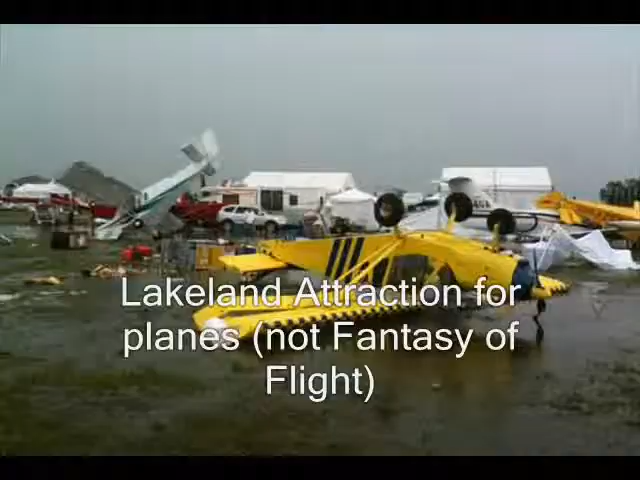 Lakeland Attraction for
planes (not Fantasy of
Flight)